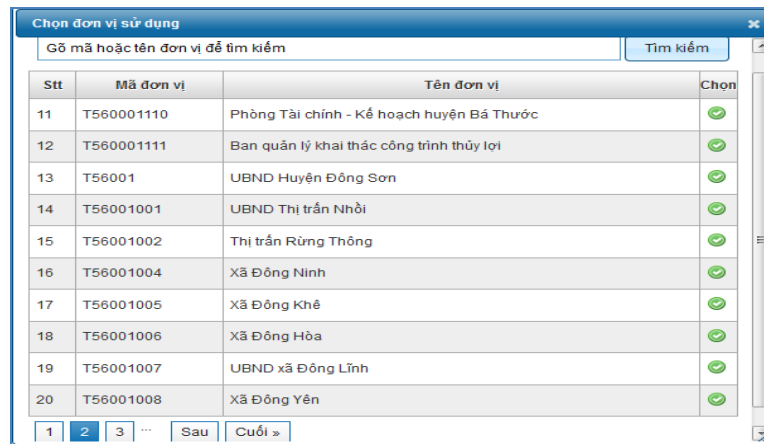 Chọn đơn vị sử dụng
Gõ mã hoặc tên đơn vị để tìm kiếm Tìm kiếm
Stt Mã đơn vị Tên đơn vị Chọn
11 T560001110 Phòng Tài chính - Kế hoạch huyện Bá Thước
12 T560001111 Ban quản lý khai thác công trình thủy lợi
13 T56001 UBND Huyện Đông Sơn
14 T56001001 UBND Thị trấn Nhồi
15 T56001002 Thị trấn Rừng Thông
16 T56001004 Xã Đông Ninh
17 T56001005 Xã Đông Khê
18 T56001006 Xã Đông Hòa
19 T56001007 UBND xã Đông Lĩnh
20 T56001008 Xã Đông Yên
1 2 3 ... Sau Cuối »